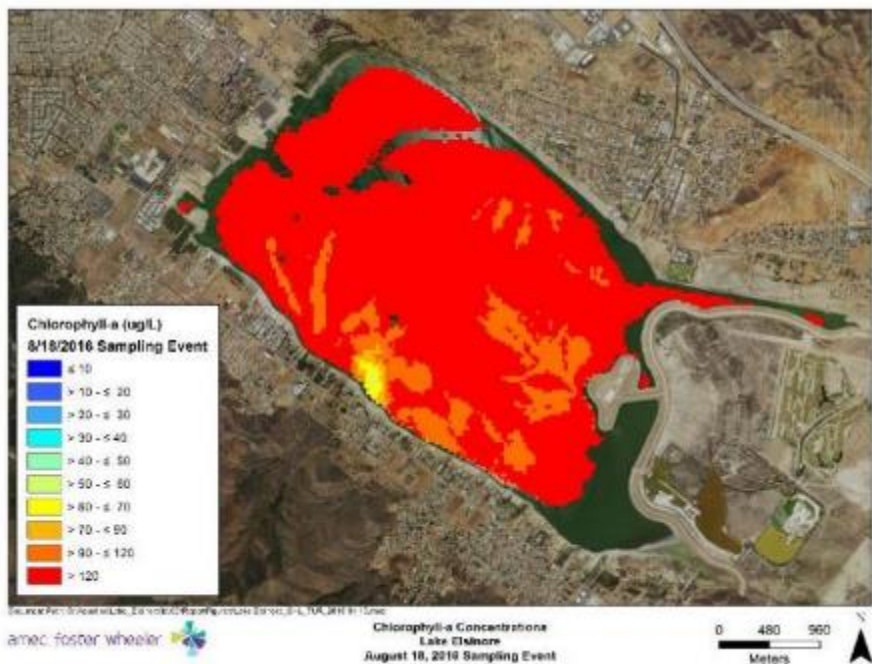 Chlorophyll-a (ug/L)
8/18/2016 Sampling Event
≤ 10
> 10 - ≤ 20
> 20 - ≤ 30
> 30 - ≤ 40
> 40 - ≤ 50
> 50 - ≤ 60
> 60 - ≤ 70
> 70 - ≤ 90
> 90 - ≤ 120
> 120
amec foster wheeler
Chlorophyll-a Concentrations
Lake Elsinore
August 18, 2016 Sampling Event
0 480 960
Meters
N